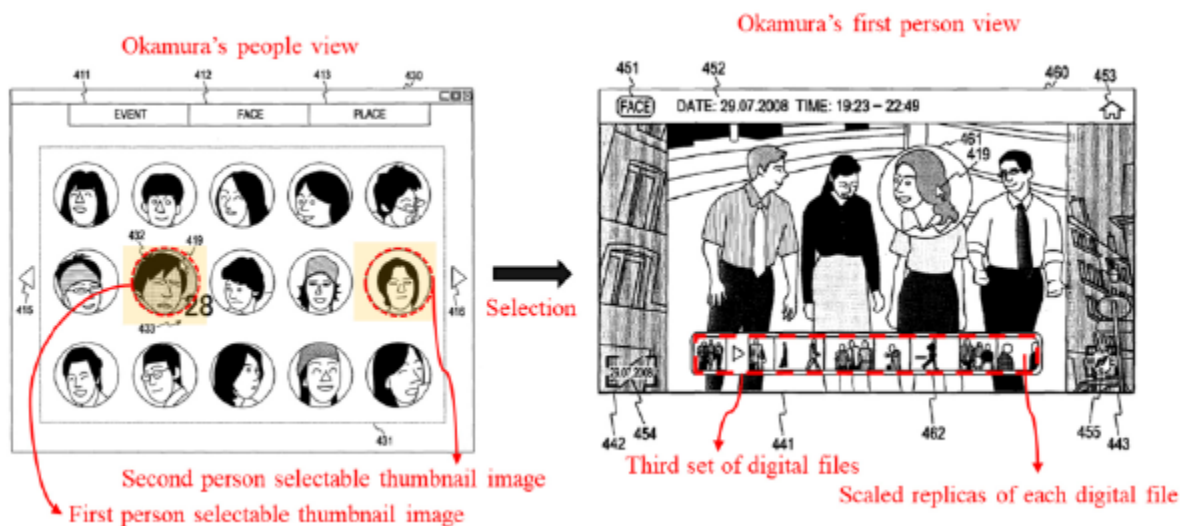 Okamura's people view
Okamura's first person view
411
412
413
430
451
452
460
453
EVENT
FACE
PLACE
FACE
DATE: 29.07.2008 TIME: 19:23 – 22:49
461
419
432
419
415
28
433
416
Selection
431
29.07.2008
442
454
441
462
455
443
Second person selectable thumbnail image
First person selectable thumbnail image
Third set of digital files
Scaled replicas of each digital file